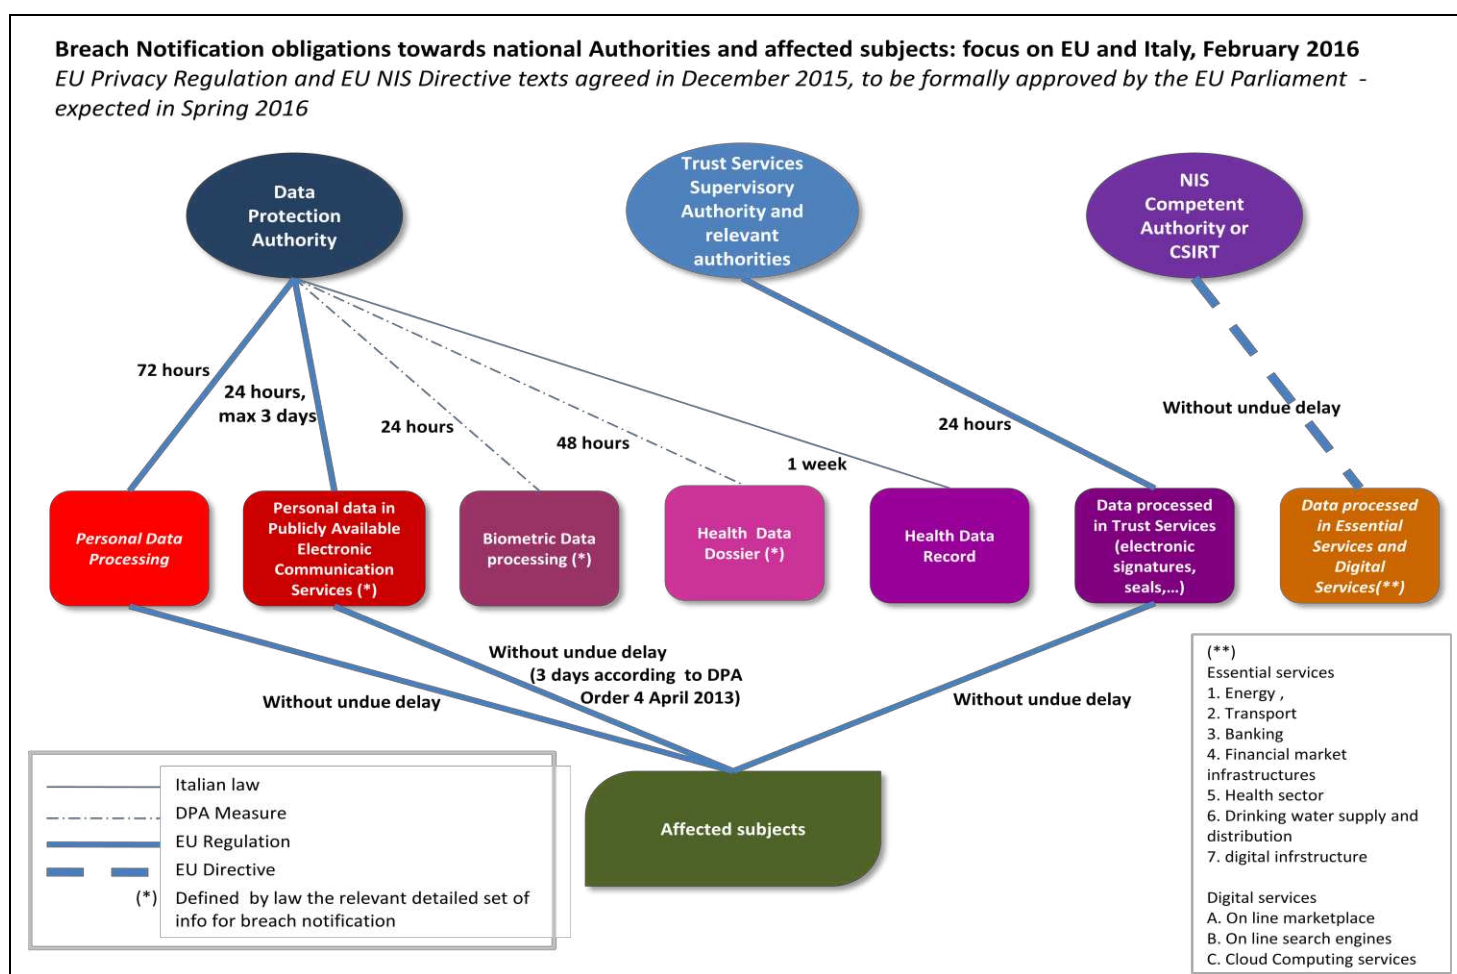 Breach Notification obligations towards national Authorities and affected subjects: focus on EU and Italy, February 2016
EU Privacy Regulation and EU NIS Directive texts agreed in December 2015, to be formally approved by the EU Parliament -
expected in Spring 2016
Data
Protection
Authority
Trust Services
Supervisory
Authority and
relevant
authorities
NIS
Competent
Authority or
CSIRT
72 hours
24 hours,
max 3 days
24 hours
48 hours
1 week
24 hours
Without undue delay
Personal Data
Processing
Personal data in
Publicly Available
Electronic
Communication
Services (*)
Biometric Data
processing (*)
Health Data
Dossier (*)
Health Data
Record
Data processed
in Trust Services
(electronic
signatures,
seals,...)
Data processed
in Essential
Services and
Digital
Services(**)
Without undue delay
Without undue delay
(3 days according to DPA
Order 4 April 2013)
Without undue delay
Affected subjects
Italian law
DPA Measure
EU Regulation
EU Directive
(*) Defined by law the relevant detailed set of
info for breach notification
(**)
Essential services
1. Energy ,
2. Transport
3. Banking
4. Financial market
infrastructures
5. Health sector
6. Drinking water supply and
distribution
7. digital infrstructure
Digital services
A. On line marketplace
B. On line search engines
C. Cloud Computing services